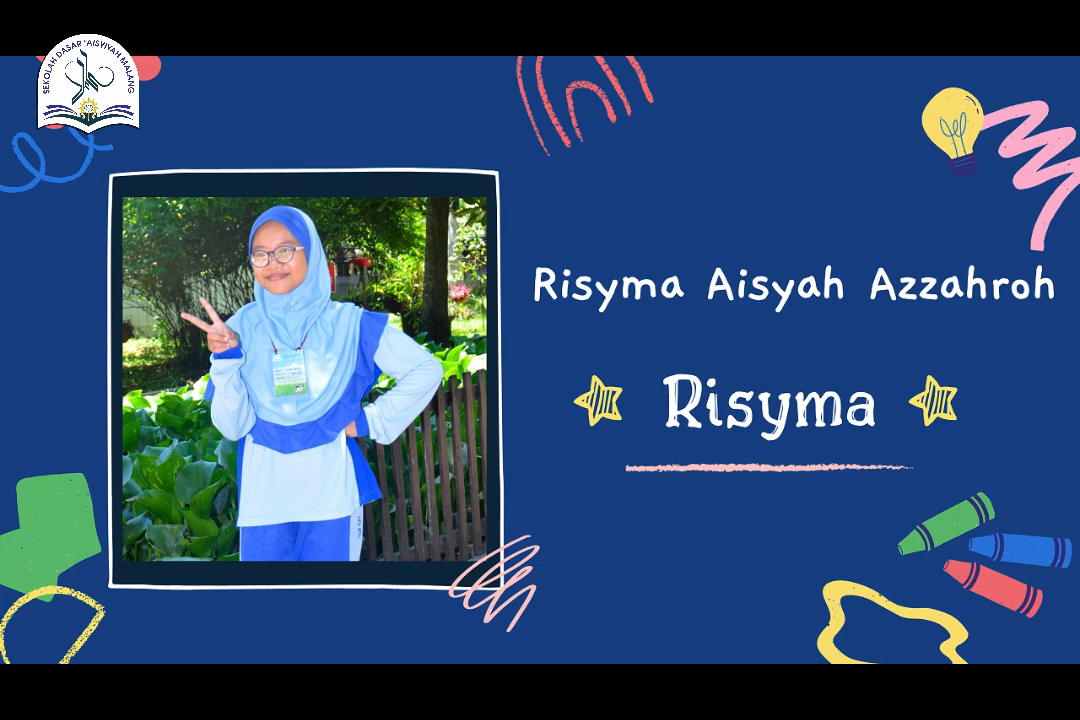 SEKOLAH DASAR 'AISYIYAH MALANG
Risyma Aisyah Azzahroh
Risyma